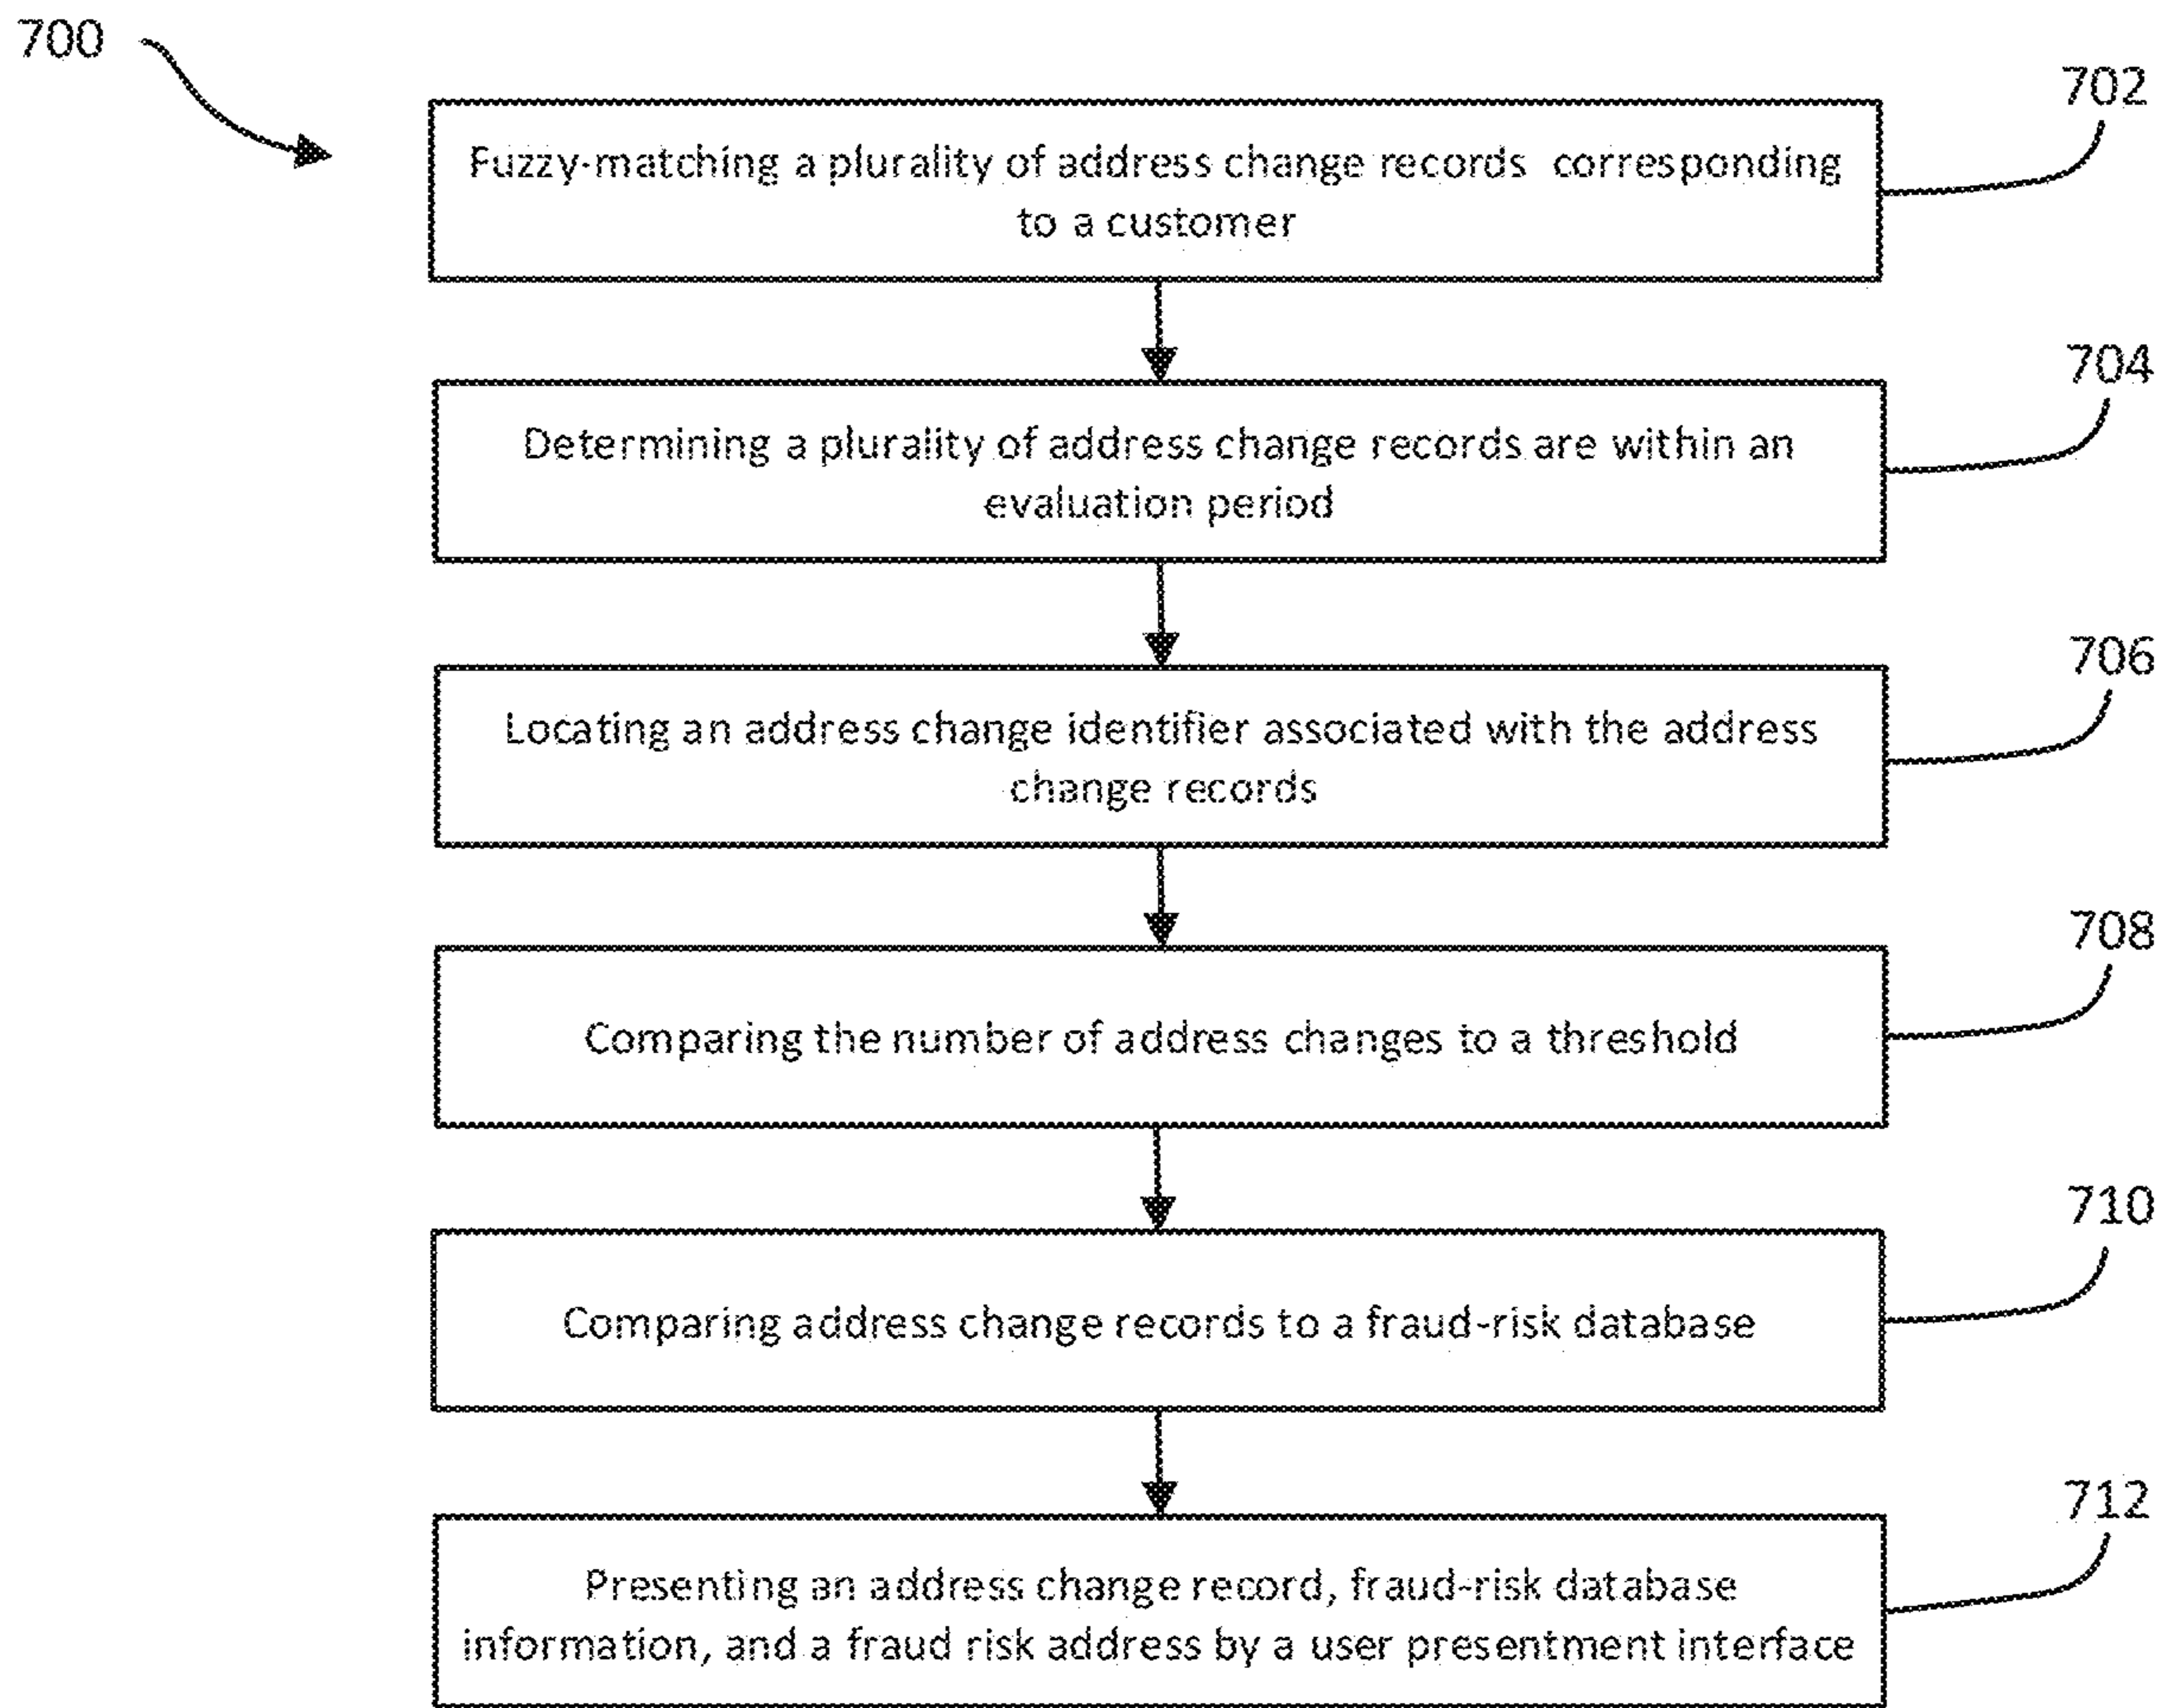 700
702
Fuzzy-matching a plurality of address change records corresponding
to a customer
704
Determining a plurality of address change records are within an
evaluation period
706
Locating an address change identifier associated with the address
change records
708
Comparing the number of address changes to a threshold
710
Comparing address change records to a fraud-risk database
712
Presenting an address change record, fraud-risk database
information, and a fraud risk address by a user presentment interface